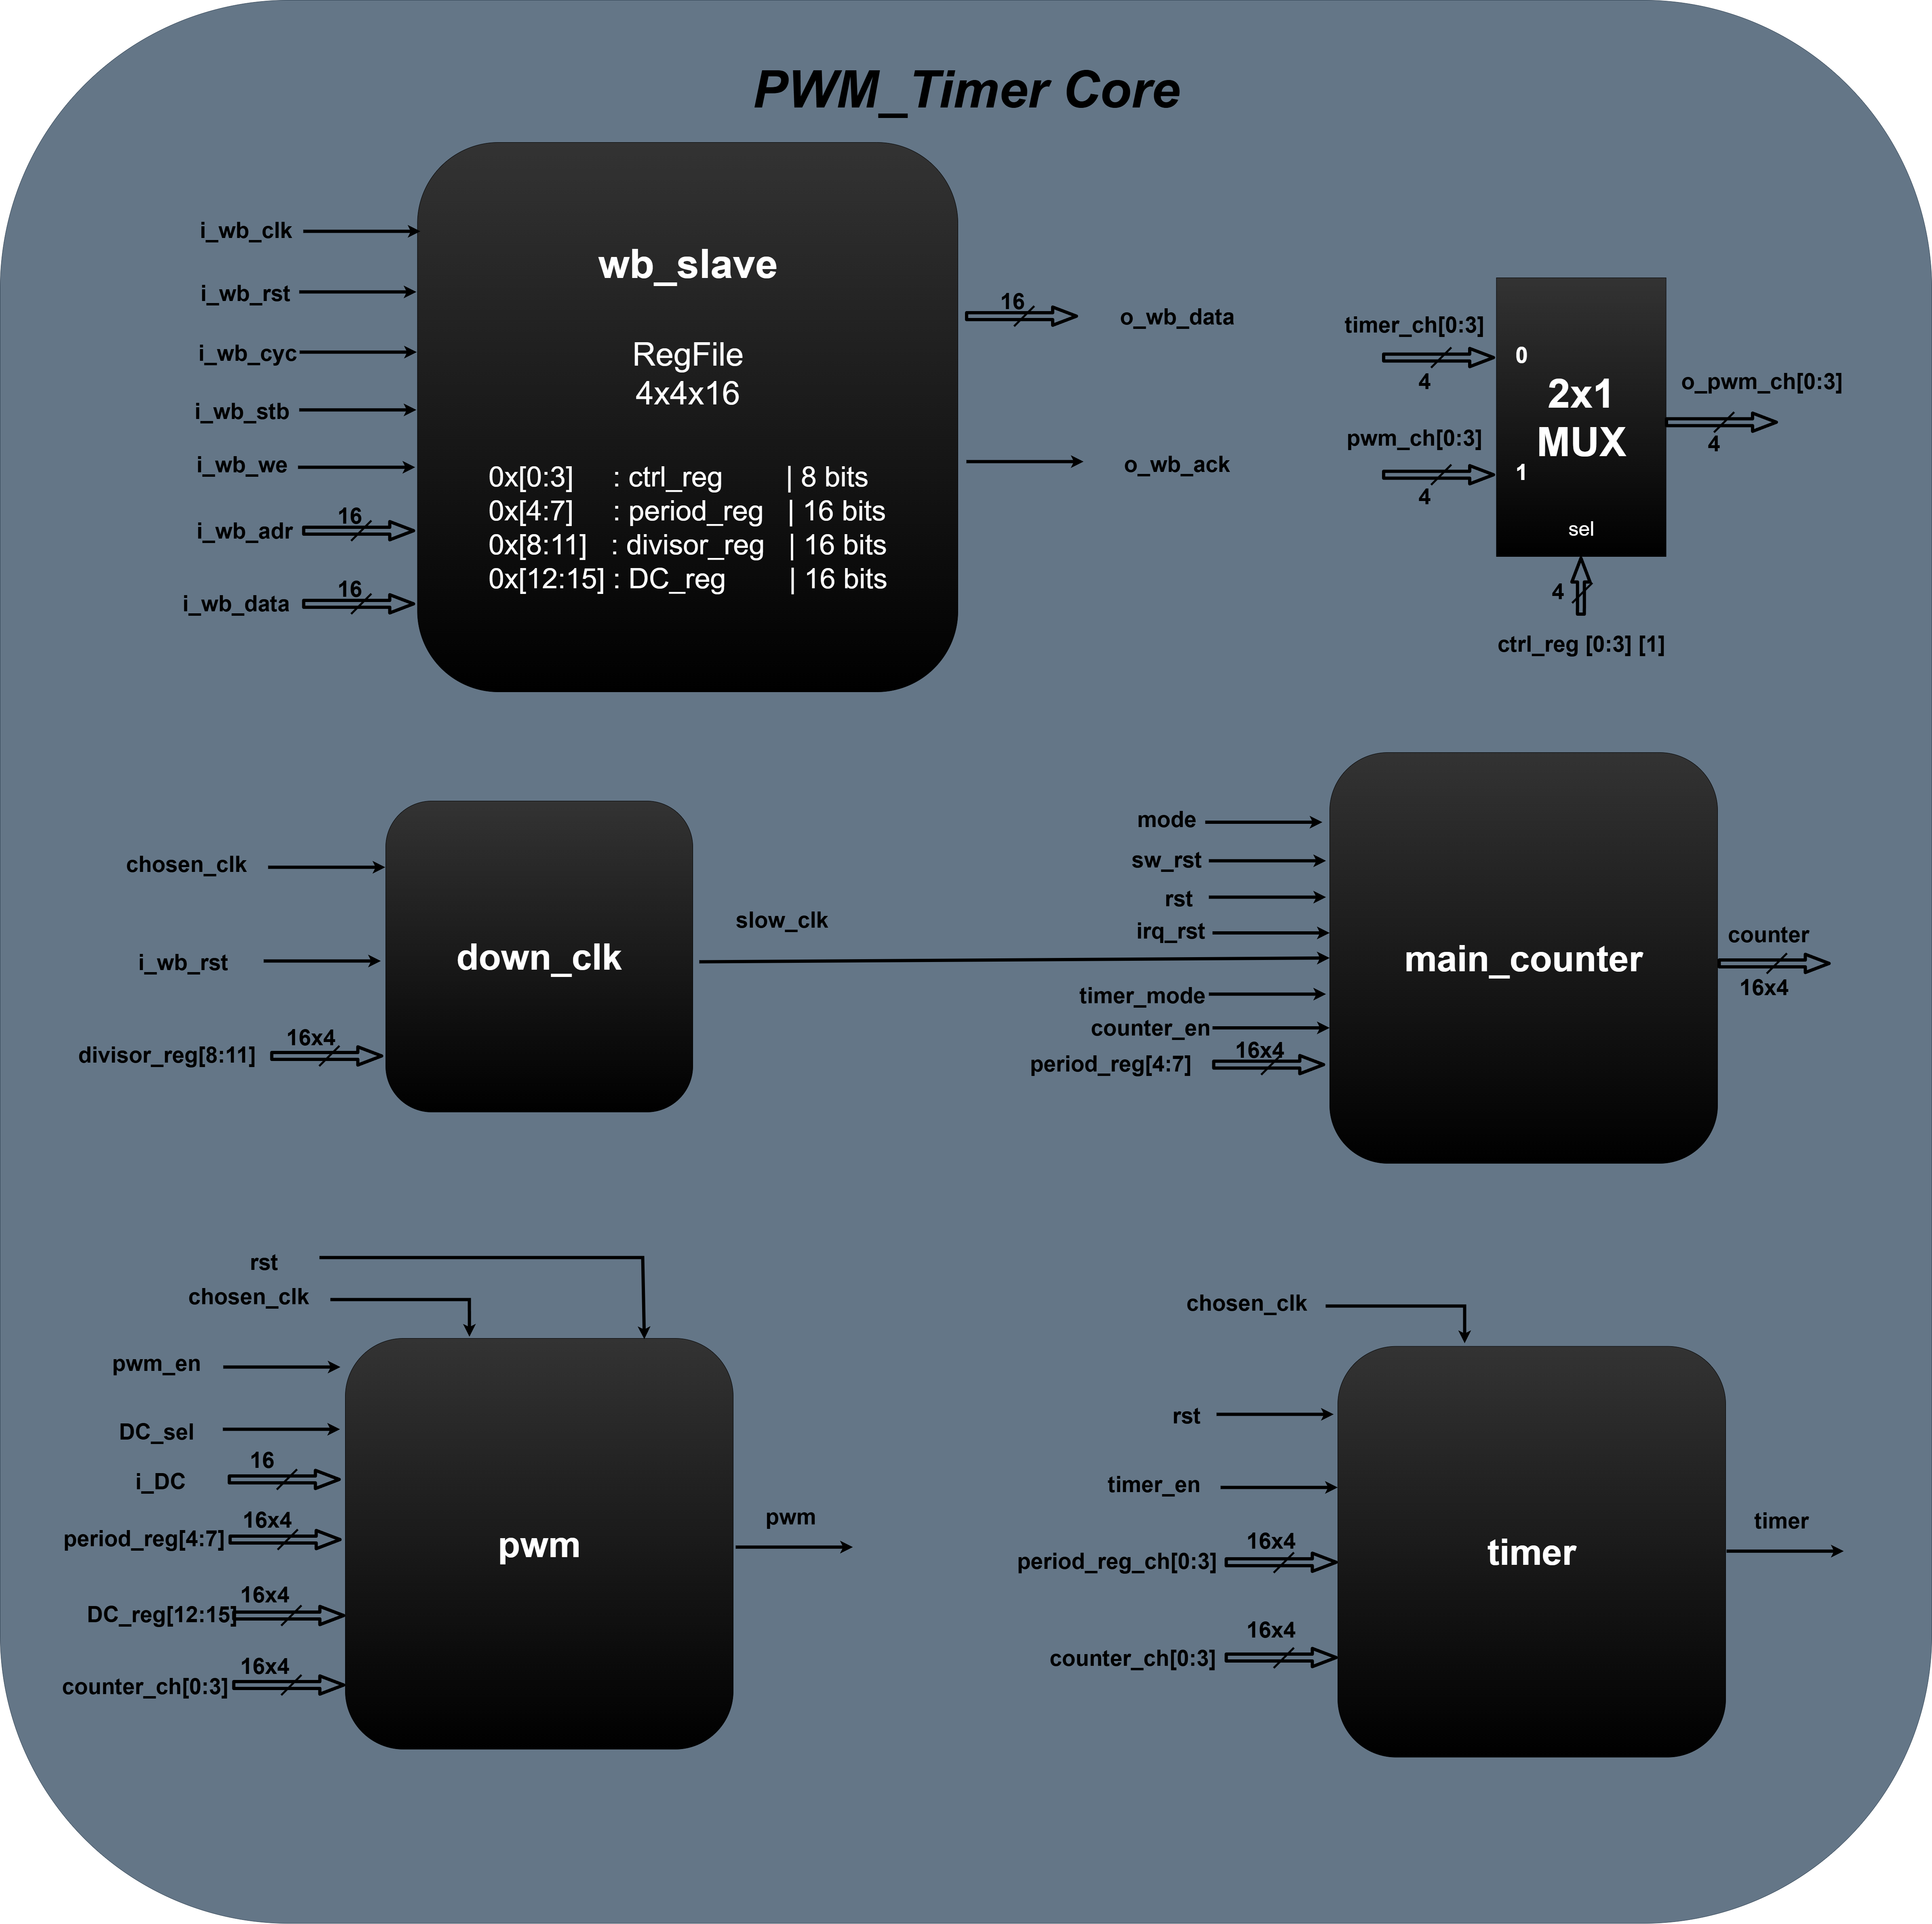 PWM_Timer Core
i_wb_clk
i_wb_rst
i_wb_cyc
i_wb_stb
i_wb_we
16
i_wb_adr
16
i_wb_data
wb_slave
RegFile
4x4x16
0x[0:3] : ctrl_reg | 8 bits
0x[4:7] : period_reg | 16 bits
0x[8:11] : divisor_reg | 16 bits
0x[12:15] : DC_reg | 16 bits
16
o_wb_data
o_wb_ack
timer_ch[0:3]
4
pwm_ch[0:3]
4
0
2x1
MUX
1
sel
4
ctrl_reg [0:3] [1]
o_pwm_ch[0:3]
4
chosen_clk
i_wb_rst
16x4
divisor_reg[8:11]
down_clk
slow_clk
mode
sw_rst
rst
irq_rst
timer_mode
counter_en
16x4
period_reg[4:7]
main_counter
counter
16x4
rst
chosen_clk
pwm_en
DC_sel
16
i_DC
16x4
period_reg[4:7]
16x4
DC_reg[12:15]
16x4
counter_ch[0:3]
pwm
pwm
chosen_clk
rst
timer_en
16x4
period_reg_ch[0:3]
16x4
counter_ch[0:3]
timer
timer